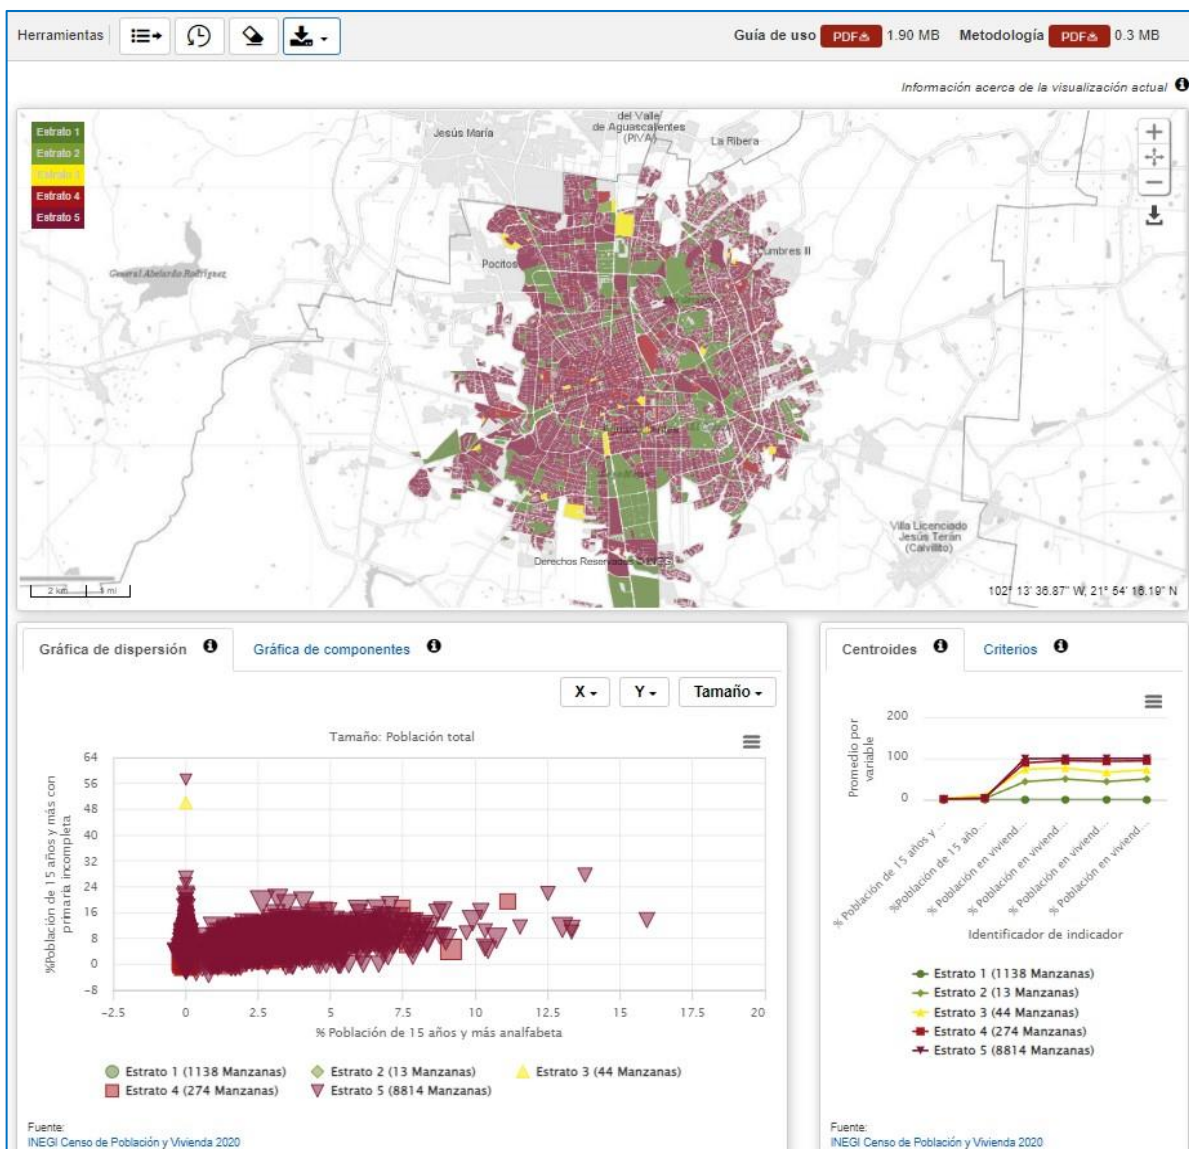 Herramientas
Guía de uso PDF 1.90 MB Metodología PDF 0.3 MB
Información acerca de la visualización actual
Estrato 1
Estrato 2
Estrato 4
Estrato 5
Jesús María
del Valle
de Aguascalientes
(PIVA)
La Ribera
General Abelardo Rodríguez
Pocitos
Cumbres III
Villa Licenciado
Jesús Terán
(Calvillito)
Derechos Reservados © INEGI
2 km 1 mi
102° 13' 36.87" W, 21° 54' 16.19" N
Gráfica de dispersión
Gráfica de componentes
X
Y
Tamaño
Tamaño: Población total
64
56
48
40
32
24
16
8
0
-8
%Población de 15 años y más con
primaria incompleta
-2.5 0 2.5 5 7.5 10 12.5 15 17.5 20
% Población de 15 años y más analfabeta
Estrato 1 (1138 Manzanas) Estrato 2 (13 Manzanas) Estrato 3 (44 Manzanas)
Estrato 4 (274 Manzanas) Estrato 5 (8814 Manzanas)
Fuente:
INEGI Censo de Población y Vivienda 2020
Centroides
Criterios
200
100
0
Promedio por
variable
% Población de 15 años y ...
%Población de 15 año...
% Población en viviend...
% Población en viviend...
% Población en viviend...
% Población en viviend...
Identificador de indicador
Estrato 1 (1138 Manzanas)
Estrato 2 (13 Manzanas)
Estrato 3 (44 Manzanas)
Estrato 4 (274 Manzanas)
Estrato 5 (8814 Manzanas)
Fuente:
INEGI Censo de Población y Vivienda 2020